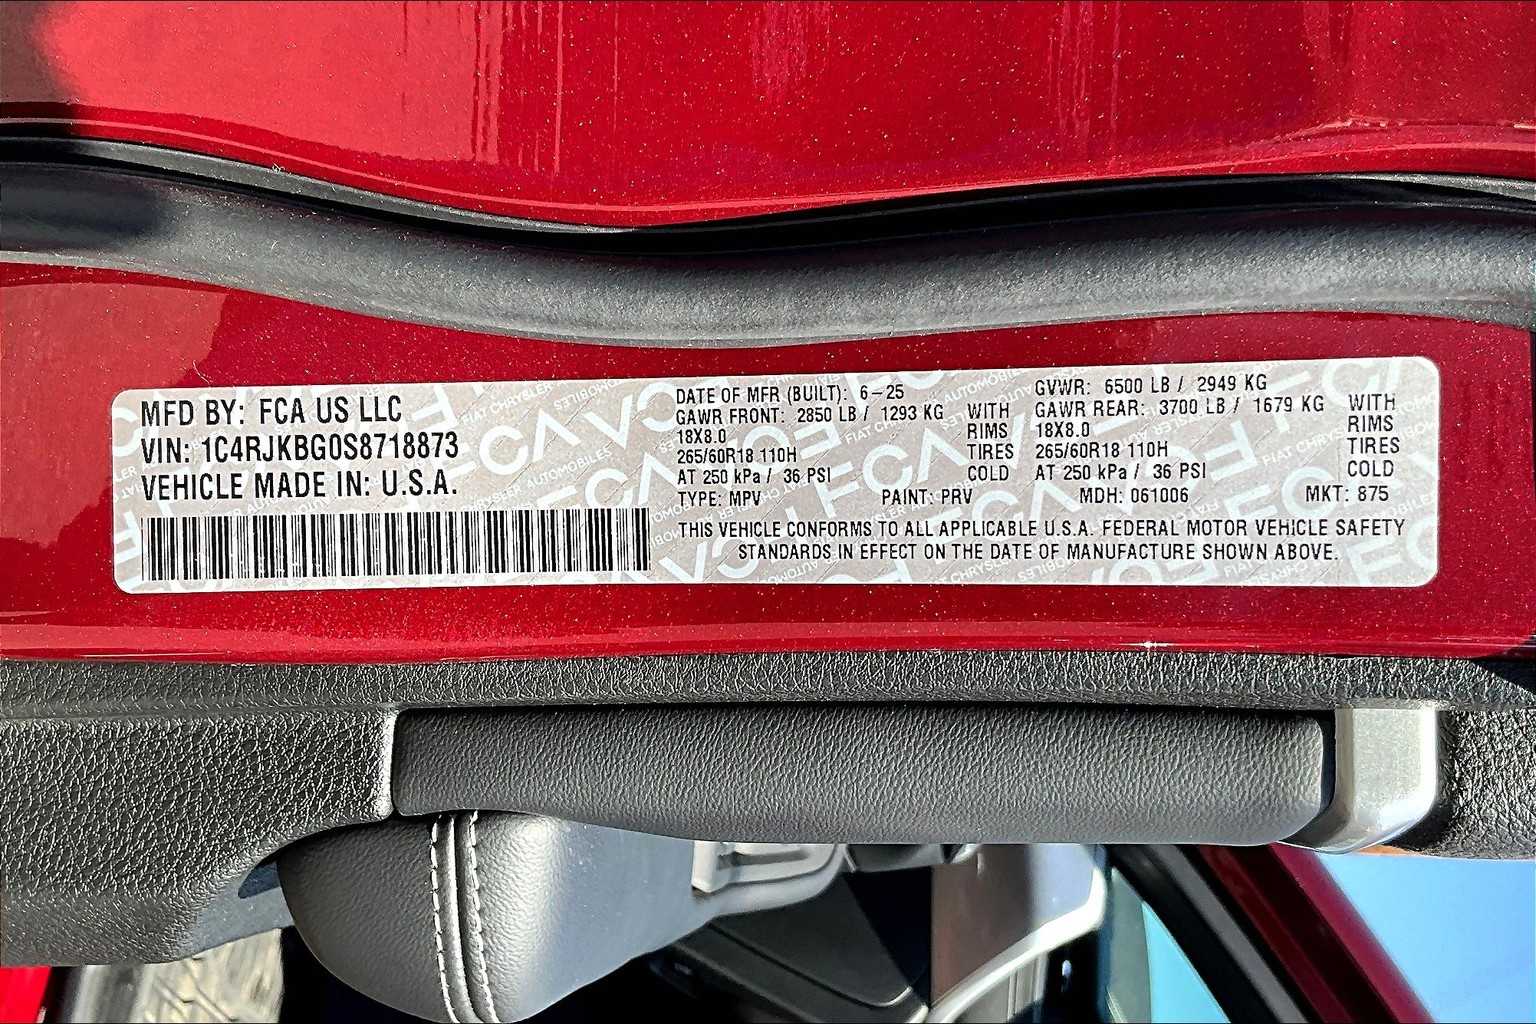 MFD BY: FCA US LLC
VIN: 1C4RJKBG0S8718873
VEHICLE MADE IN: U.S.A.
DATE OF MFR (BUILT): 6-25
GAWR FRONT: 2850 LB / 1293 KG WITH
18X8.0 RIMS
265/60R18 110H TIRES
AT 250 kPa / 36 PSI COLD
GVWR: 6500 LB / 2949 KG
GAWR REAR: 3700 LB / 1679 KG WITH
18X8.0 RIMS
265/60R18 110H TIRES
AT 250 kPa / 36 PSI COLD
TYPE: MPV PAINT: PRV MDH: 061006 MKT: 875
THIS VEHICLE CONFORMS TO ALL APPLICABLE U.S.A. FEDERAL MOTOR VEHICLE SAFETY
STANDARDS IN EFFECT ON THE DATE OF MANUFACTURE SHOWN ABOVE.